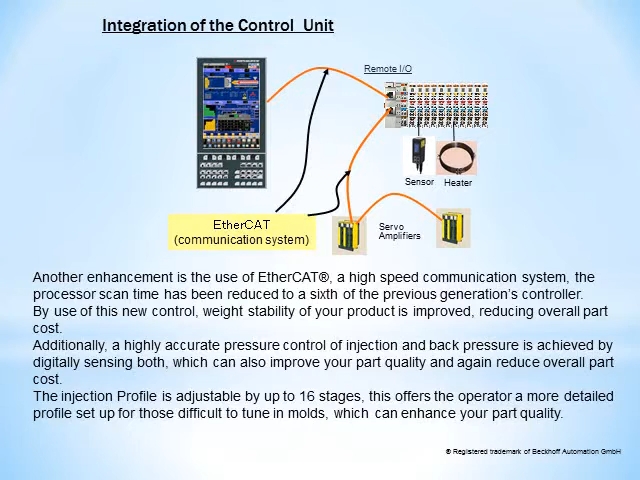 Integration of the Control  Unit
Remote I/O
Sensor
Heater
EtherCAT
(communication system)
Servo
Amplifiers
Another enhancement is the use of EtherCAT®, a high speed communication system, the
processor scan time has been reduced to a sixth of the previous generation’s controller.
By use of this new control, weight stability of your product is improved, reducing overall part
cost.
Additionally, a highly accurate pressure control of injection and back pressure is achieved by
digitally sensing both, which can also improve your part quality and again reduce overall part
cost.
The injection Profile is adjustable by up to 16 stages, this offers the operator a more detailed
profile set up for those difficult to tune in molds, which can enhance your part quality.
® Registered trademark of Beckhoff Automation GmbH